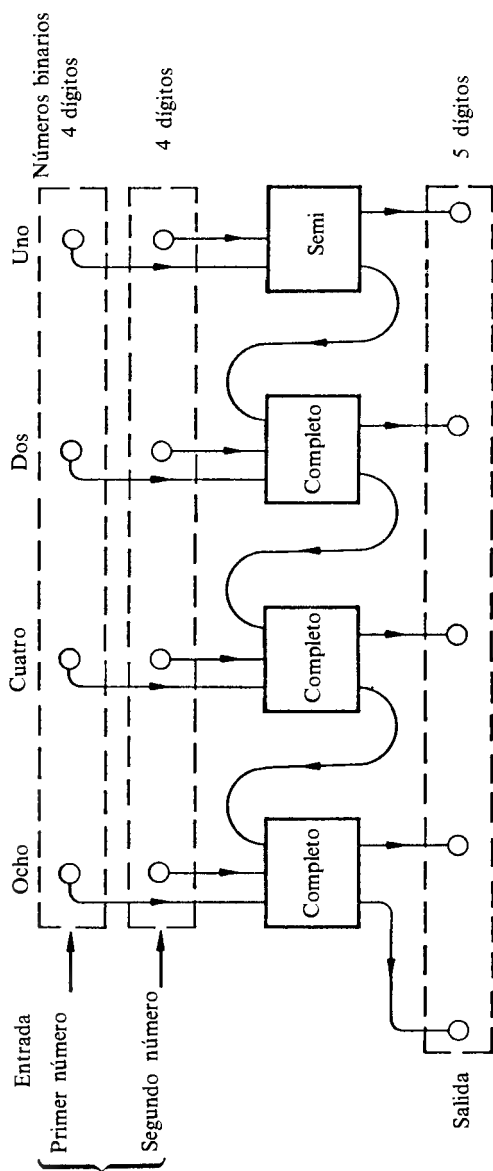 Números binarios
Entrada
Ocho
Cuatro
Dos
Uno
4 dígitos
Primer número
Segundo número
4 dígitos
Completo
Completo
Completo
Semi
Salida
5 dígitos